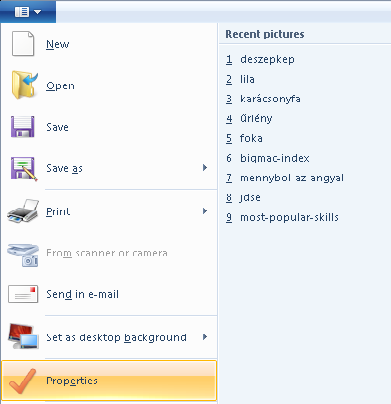 New
Open
Save
Save as
Print
From scanner or camera
Send in e-mail
Set as desktop background
Properties
Recent pictures
1 deszepkep
2 lila
3 karácsonyfa
4 űrlény
5 foka
6 bigmac-index
7 mennybol az angyal
8 jdse
9 most-popular-skills